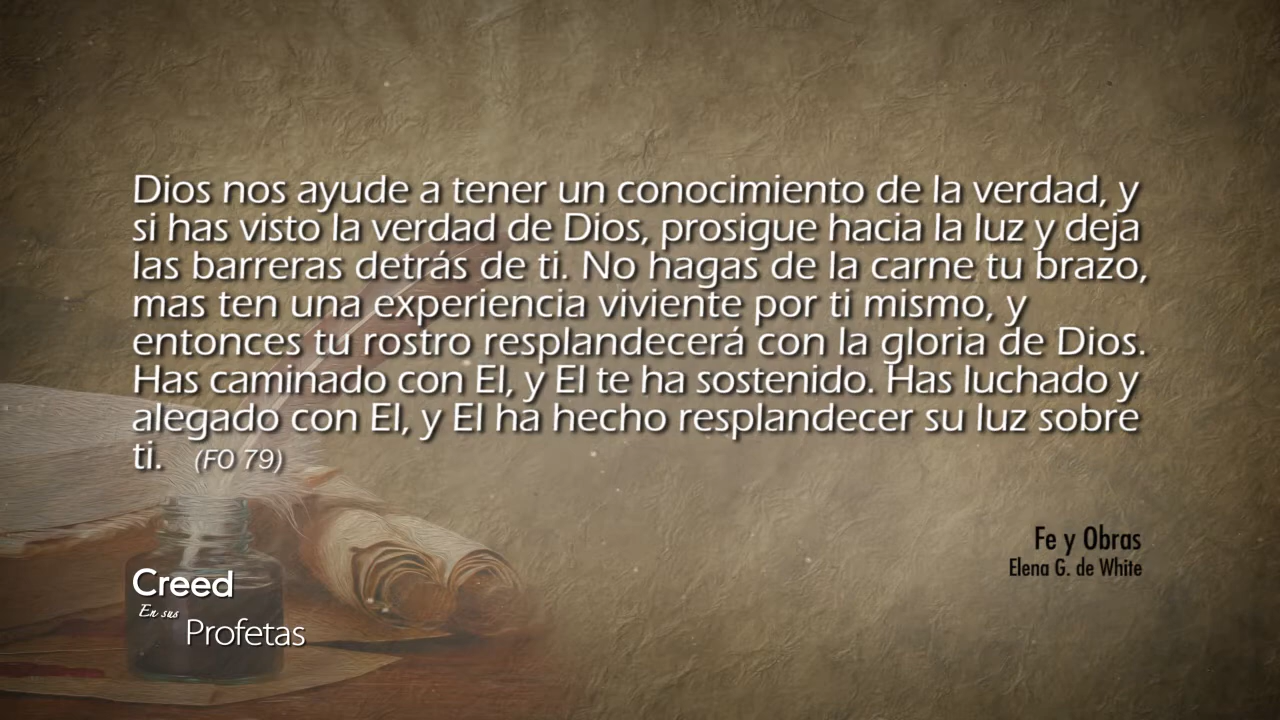 Dios nos ayude a tener un conocimiento de la verdad, y
si has visto la verdad de Dios, prosigue hacia la luz y deja
las barreras detrás de ti. No hagas de la carne tu brazo,
mas ten una experiencia viviente por ti mismo, y
entonces tu rostro resplandecerá con la gloria de Dios.
Has caminado con El, y El te ha sostenido. Has luchado y
alegado con El, y El ha hecho resplandecer su luz sobre
ti. (FO 79)
Fe y Obras
Elena G. de White
Creed
En sus
Profetas